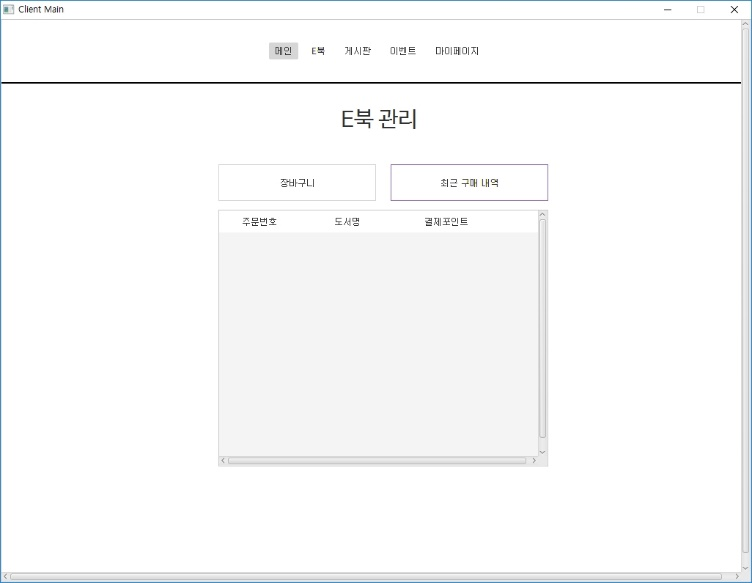 Client Main
메인 E북 게시판 이벤트 마이페이지
E북 관리
장바구니 최근 구매 내역
주문번호 도서명 결제포인트